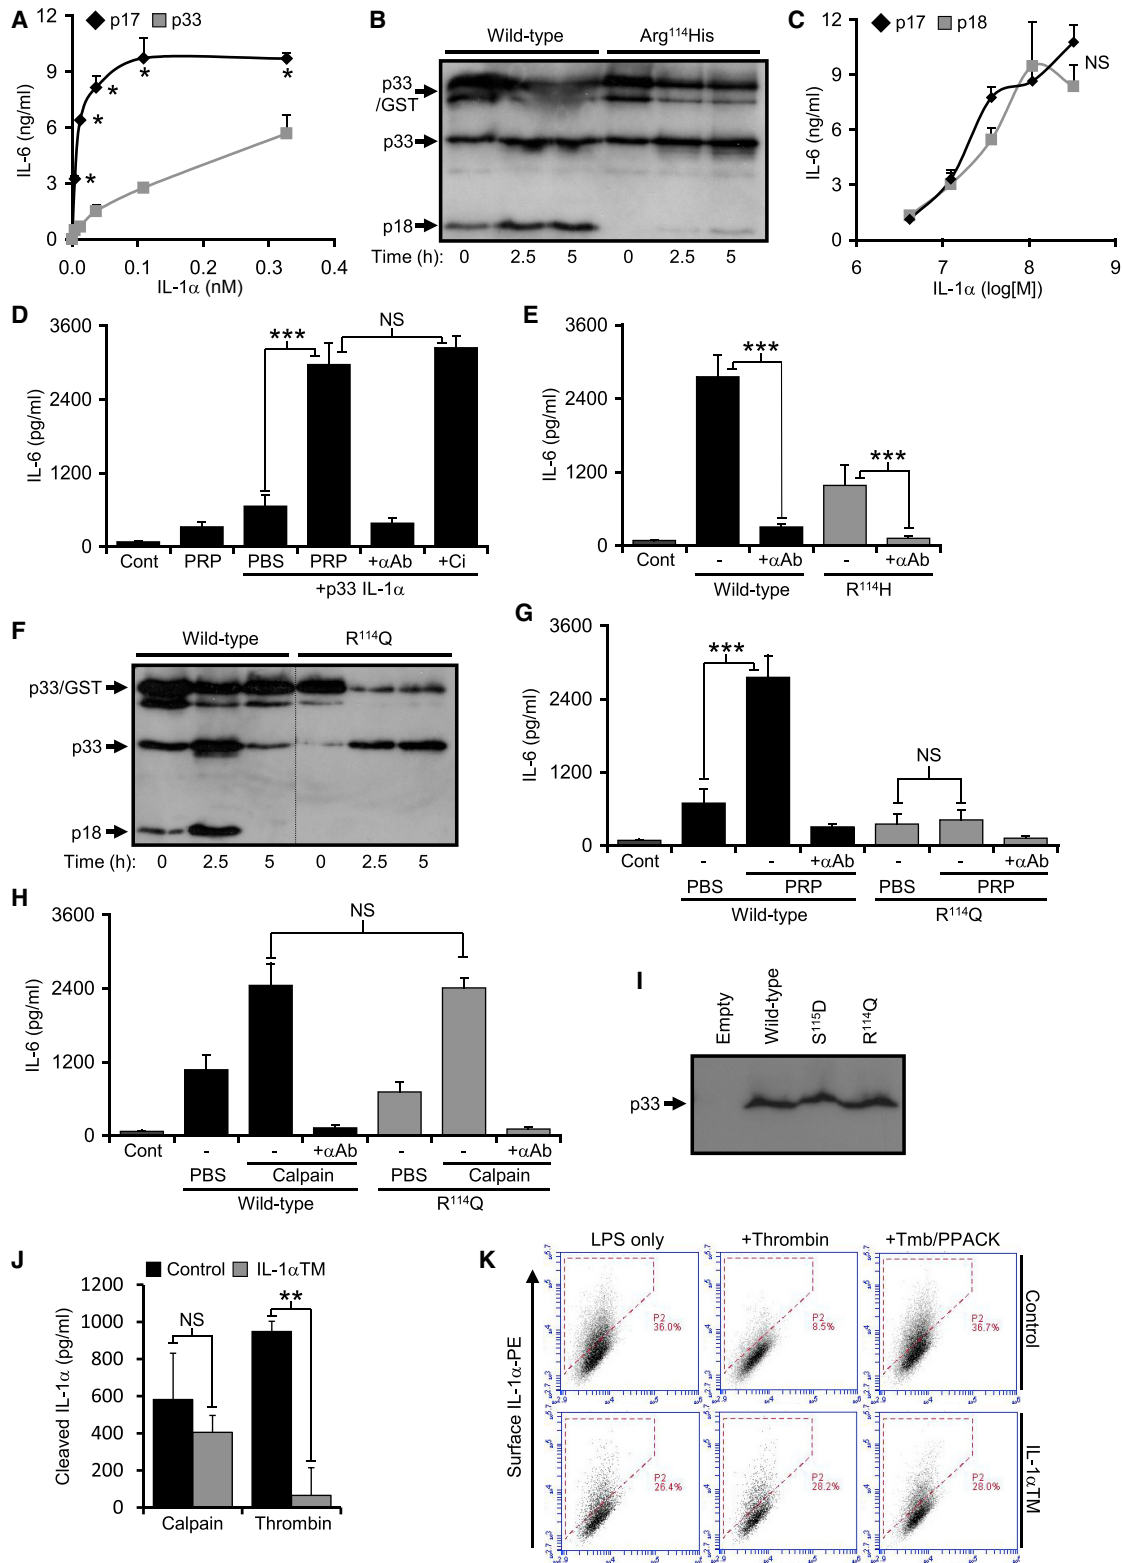 A
p17 p33
12
9
6
3
0
IL-6 (ng/ml)
*
*
*
*
*
0.0 0.1 0.2 0.3 0.4
IL-1α (nM)
B
Wild-type Arg¹¹⁴His
p33
/GST
p33
p18
Time (h): 0 2.5 5 0 2.5 5
C
p17 p18
12
9
6
3
0
IL-6 (ng/ml)
NS
6 7 8 9
IL-1α (log[M])
D
3600
2400
1200
0
IL-6 (pg/ml)
*** NS
Cont PRP PBS PRP +αAb +Ci
+p33 IL-1α
E
3600
2400
1200
0
IL-6 (pg/ml)
***
***
Cont - +αAb - +αAb
Wild-type R¹¹⁴H
F
Wild-type R¹¹⁴Q
p33/GST
p33
p18
Time (h): 0 2.5 5 0 2.5 5
G
3600
2400
1200
0
IL-6 (pg/ml)
***
NS
Cont - - +αAb - - +αAb
PBS PRP PBS PRP
Wild-type R¹¹⁴Q
H
3600
2400
1200
0
IL-6 (pg/ml)
NS
Cont - - +αAb - - +αAb
PBS Calpain PBS Calpain
Wild-type R¹¹⁴Q
I
Empty
Wild-type
S¹¹⁵D
R¹¹⁴Q
p33
J
Control IL-1αTM
1200
1000
800
600
400
200
0
Cleaved IL-1α (pg/ml)
NS
**
Calpain Thrombin
K
LPS only +Thrombin +Tmb/PPACK
Surface IL-1α-PE
P2
36.0%
P2
8.5%
P2
36.7%
Control
P2
26.4%
P2
28.2%
P2
28.0%
IL-1αTM